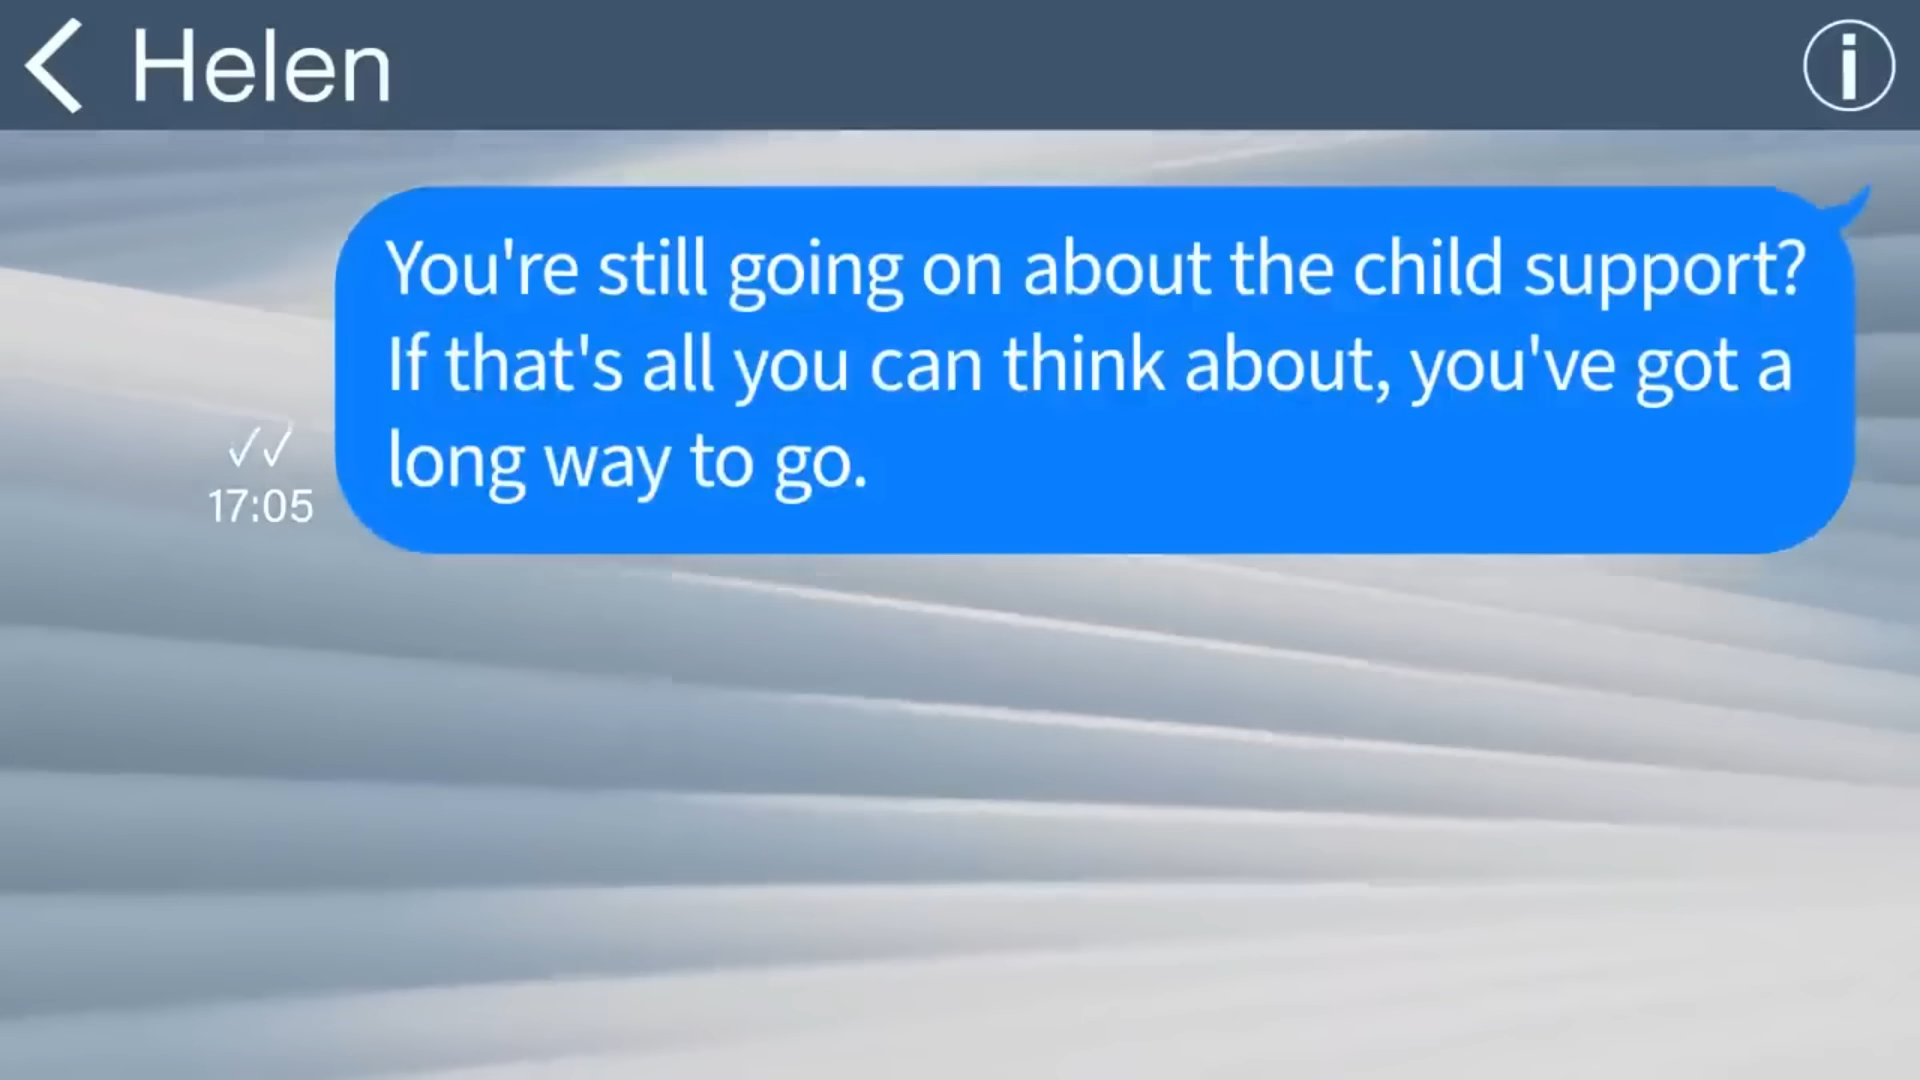 Helen
You're still going on about the child support?
If that's all you can think about, you've got a
long way to go.
17:05